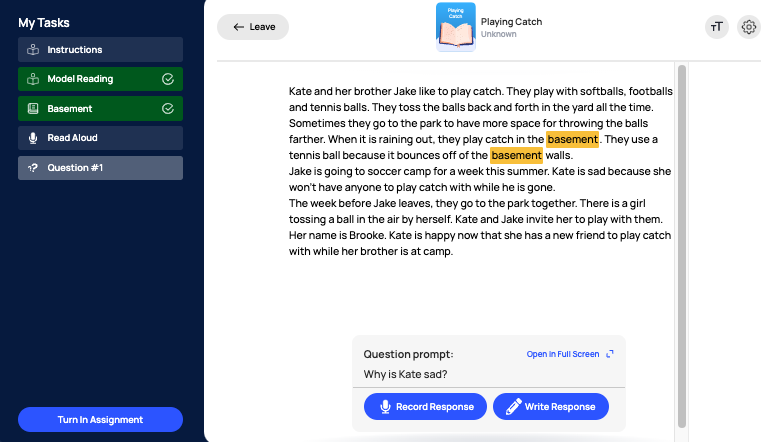 My Tasks
Instructions
Model Reading
Basement
Read Aloud
Question #1
Turn In Assignment
Leave
Playing
Catch
Playing Catch
Unknown
TT
Kate and her brother Jake like to play catch. They play with softballs, footballs
and tennis balls. They toss the balls back and forth in the yard all the time.
Sometimes they go to the park to have more space for throwing the balls
farther. When it is raining out, they play catch in the basement. They use a
tennis ball because it bounces off of the basement walls.
Jake is going to soccer camp for a week this summer. Kate is sad because she
won't have anyone to play catch with while he is gone.
The week before Jake leaves, they go to the park together. There is a girl
tossing a ball in the air by herself. Kate and Jake invite her to play with them.
Her name is Brooke. Kate is happy now that she has a new friend to play catch
with while her brother is at camp.
Question prompt:
Open in Full Screen
Why is Kate sad?
Record Response
Write Response